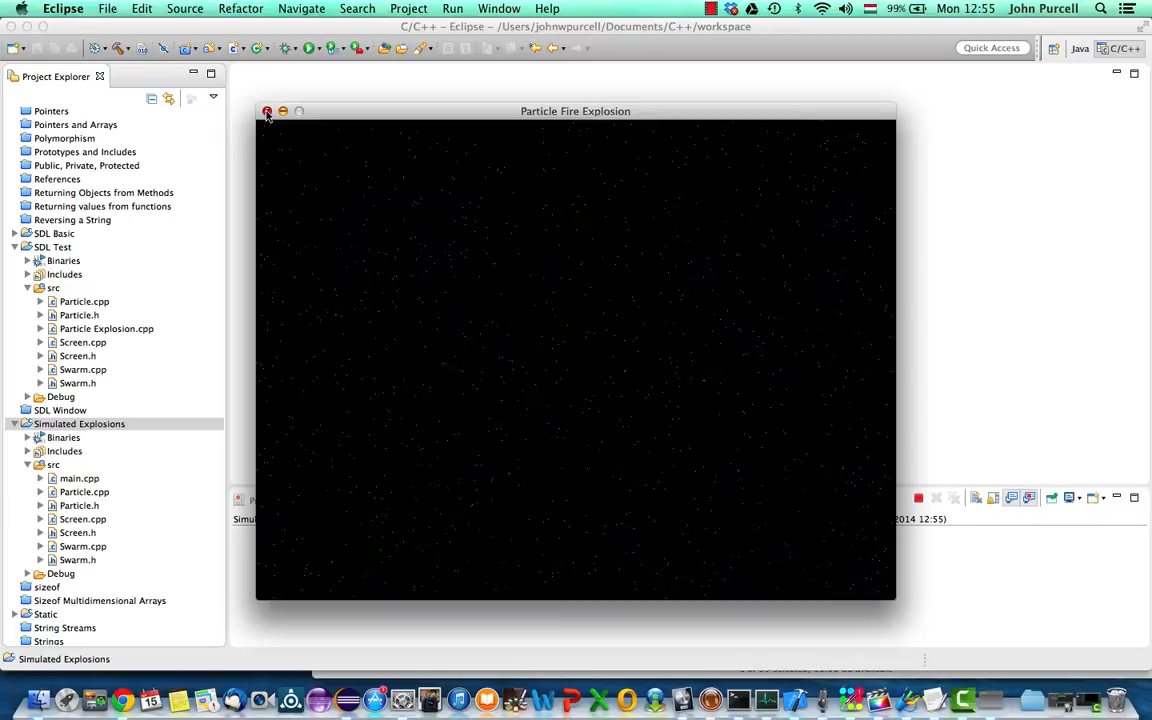 Eclipse File Edit Source Refactor Navigate Search Project Run Window Help 99% Mon 12:55 John Purcell
C/C++ - Eclipse - /Users/johnwpurcell/Documents/C++/workspace
Quick Access Java C/C++
Project Explorer
Particle Fire Explosion
Pointers
Pointers and Arrays
Polymorphism
Prototypes and Includes
Public, Private, Protected
References
Returning Objects from Methods
Returning values from functions
Reversing a String
SDL Basic
SDL Test
Binaries
Includes
src
Particle.cpp
Particle.h
Particle Explosion.cpp
Screen.cpp
Screen.h
Swarm.cpp
Swarm.h
Debug
SDL Window
Simulated Explosions
Binaries
Includes
src
main.cpp
Particle.cpp
Particle.h
Screen.cpp
Screen.h
Swarm.cpp
Swarm.h
Debug
sizeof
Sizeof Multidimensional Arrays
Static
String Streams
Strings
Simul
2014 12:55)
Simulated Explosions